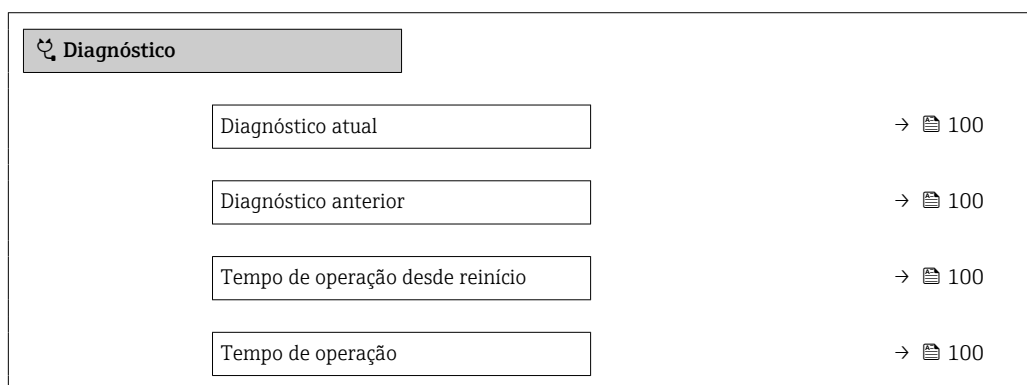 Diagnóstico
Diagnóstico atual → 100
Diagnóstico anterior → 100
Tempo de operação desde reinício → 100
Tempo de operação → 100